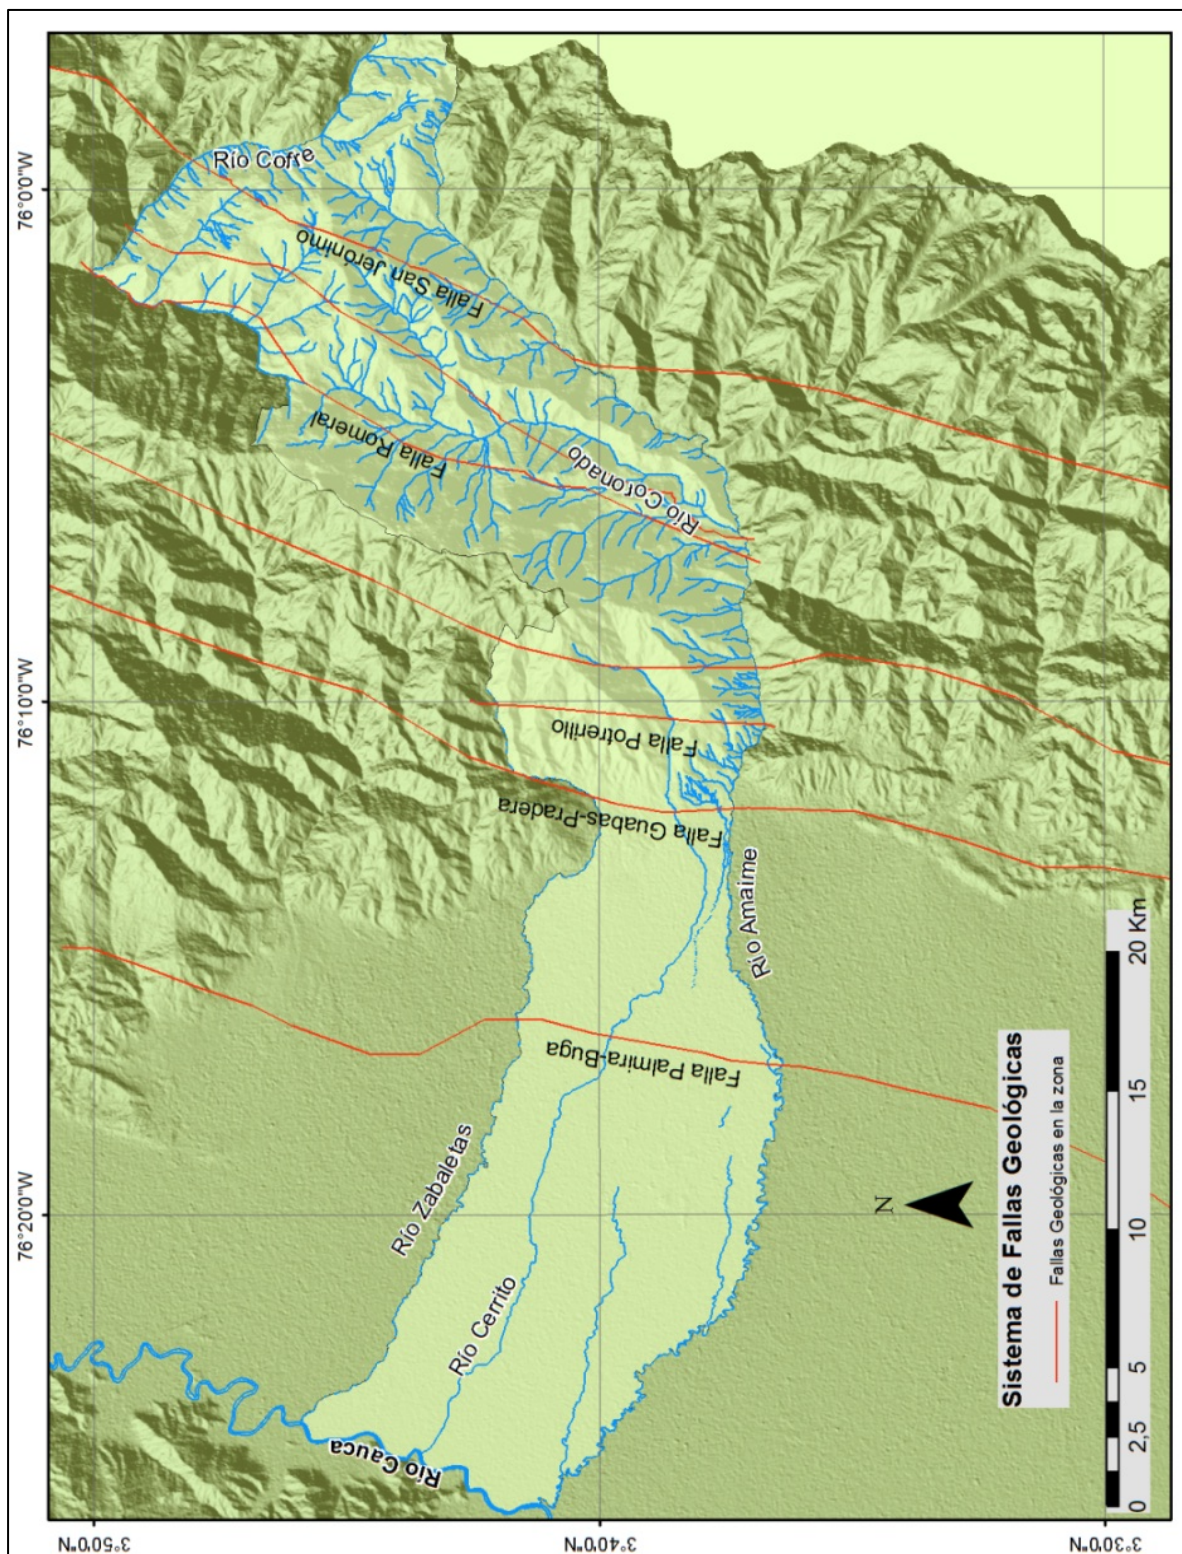 76°20'0"W
76°10'0"W
76°0'0"W
3°50'0"N
3°40'0"N
3°30'0"N
Río Cauca
Río Zabaletas
Río Cerrito
Falla Palmira-Buga
Río Amaime
Falla Guabas-Pradera
Falla Potrerillo
Falla Romeral
Río Coronado
Falla San Jerónimo
Río Cofre
N
Sistema de Fallas Geológicas
Fallas Geológicas en la zona
0 2,5 5 10 15 20 Km